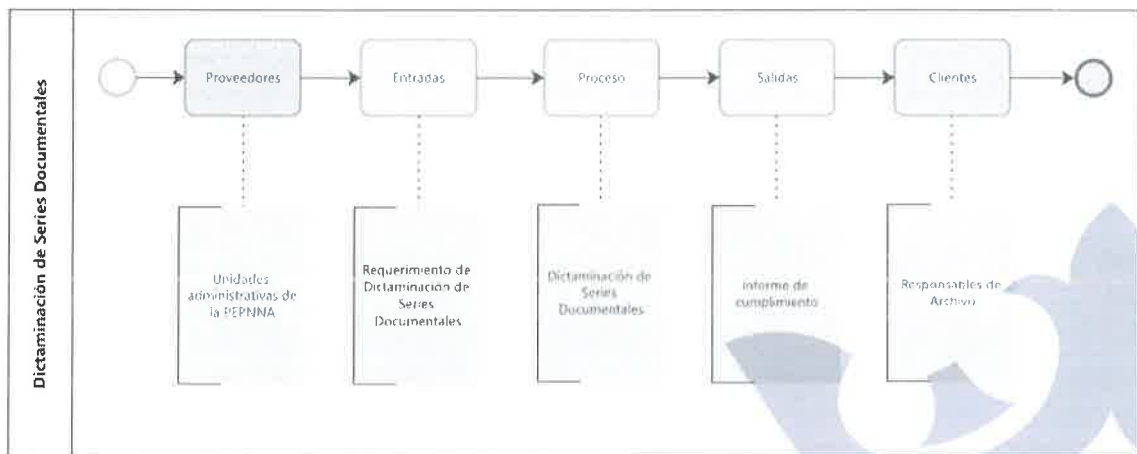 Dictaminación de Series Documentales
Proveedores
Entradas
Proceso
Salidas
Clientes
Unidades
administrativas de
la PEPNNA
Requerimiento de
Dictaminación de
Series
Documentales
Dictaminación de
Series
Documentales
Informe de
cumplimiento
Responsables de
Archivo